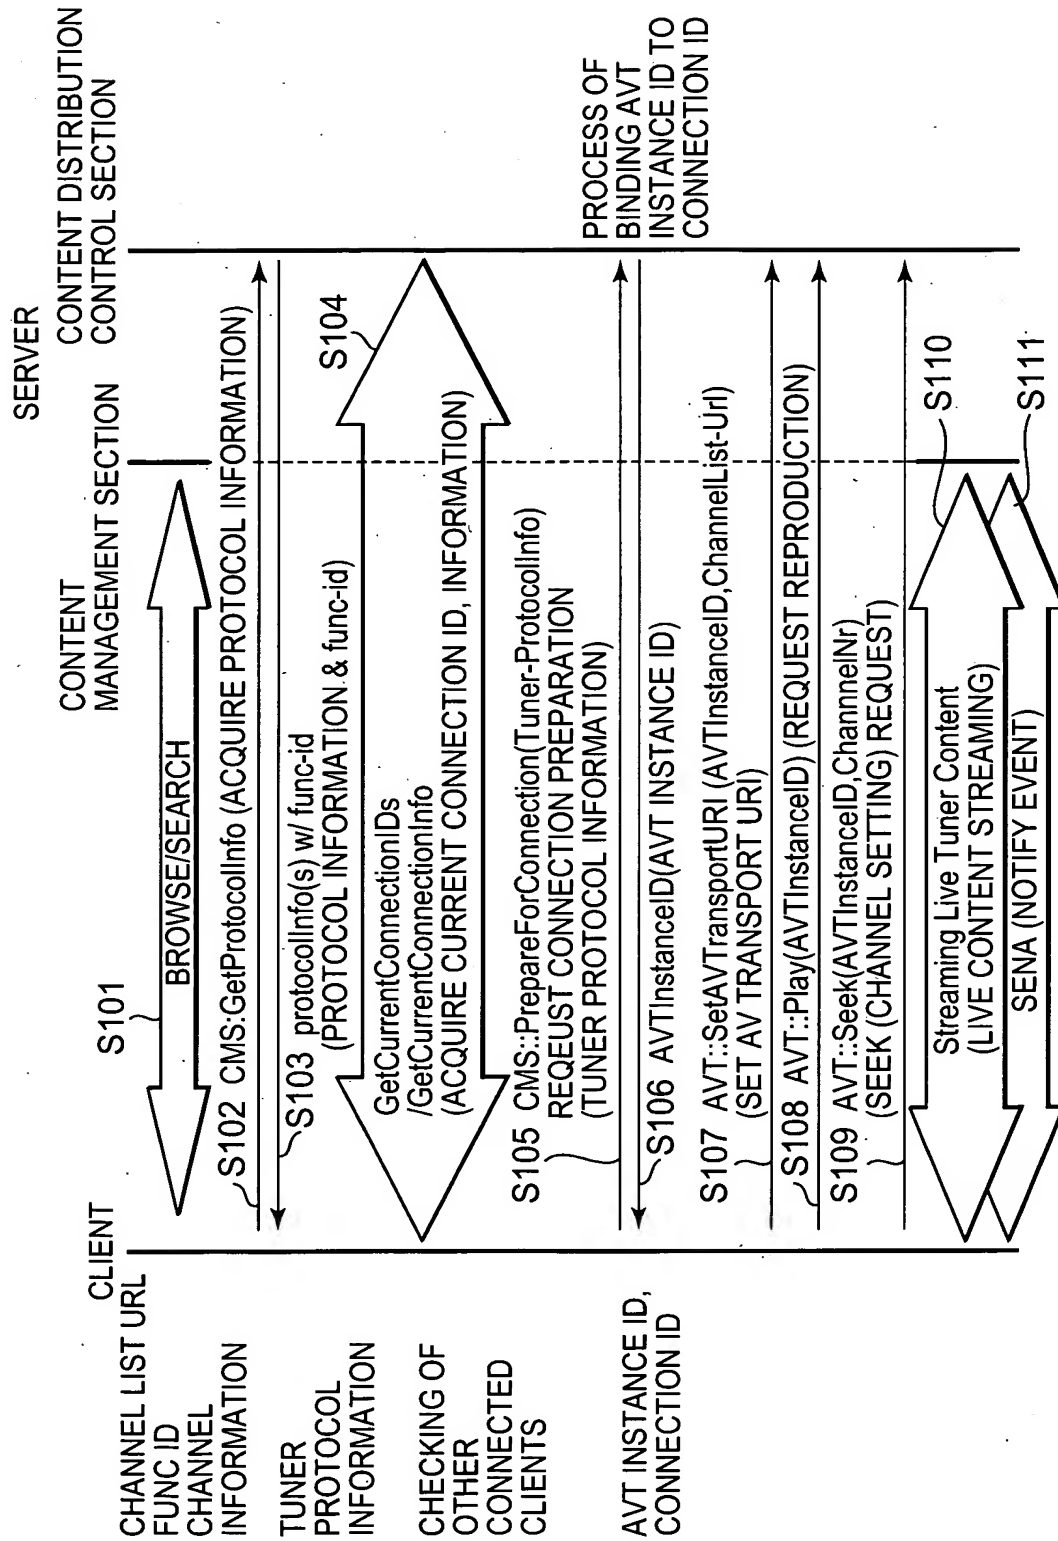 SERVER
CLIENT
CONTENT
MANAGEMENT SECTION
CONTENT DISTRIBUTION
CONTROL SECTION
CHANNEL LIST URL
FUNC ID
CHANNEL
INFORMATION
S101
BROWSE/SEARCH
S102 CMS:GetProtocolInfo (ACQUIRE PROTOCOL INFORMATION)
TUNER
PROTOCOL
INFORMATION
S103 protocolInfo(s) w/ func-id
(PROTOCOL INFORMATION & func-id)
CHECKING OF
OTHER
CONNECTED
CLIENTS
S104
GetCurrentConnectionIDs
/GetCurrentConnectionInfo
(ACQUIRE CURRENT CONNECTION ID, INFORMATION)
S105 CMS::PrepareForConnection(Tuner-ProtocolInfo)
REQEUST CONNECTION PREPARATION
(TUNER PROTOCOL INFORMATION)
PROCESS OF
BINDING AVT
INSTANCE ID TO
CONNECTION ID
AVT INSTANCE ID,
CONNECTION ID
S106 AVTInstanceID(AVT INSTANCE ID)
S107 AVT::SetAVTransportURI (AVTInstanceID,ChannelList-Url)
(SET AV TRANSPORT URI)
S108 AVT::Play(AVTInstanceID) (REQUEST REPRODUCTION)
S109 AVT::Seek(AVTInstanceID,ChannnelNr)
(SEEK (CHANNEL SETTING) REQUEST)
Streaming Live Tuner Content
(LIVE CONTENT STREAMING)
S110
SENA (NOTIFY EVENT)
S111